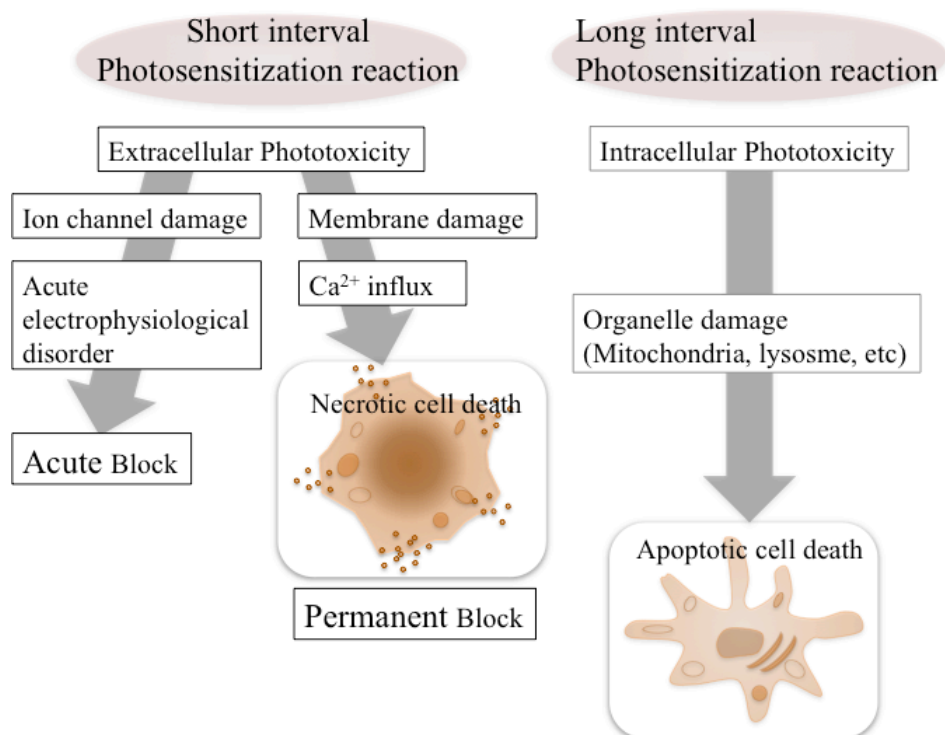 Short interval
Photosensitization reaction
Extracellular Phototoxicity
Ion channel damage
Acute
electrophysiological
disorder
Acute Block
Membrane damage
Ca²⁺ influx
Necrotic cell death
Permanent Block
Long interval
Photosensitization reaction
Intracellular Phototoxicity
Organelle damage
(Mitochondria, lysosme, etc)
Apoptotic cell death